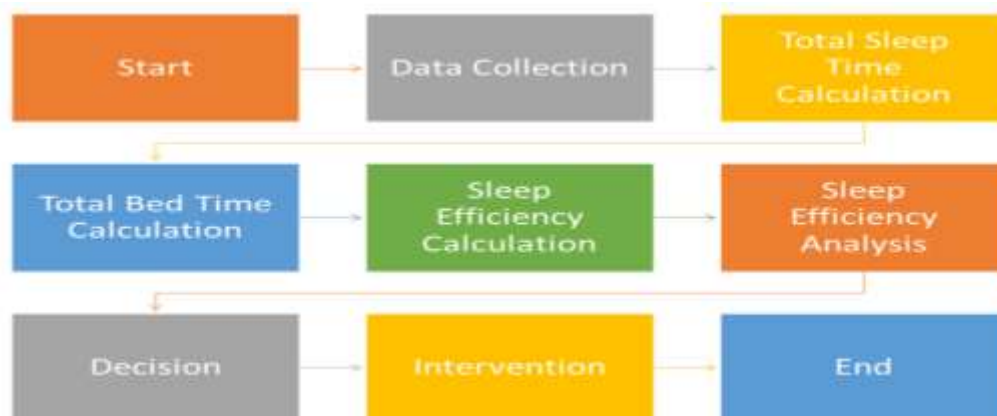 Start
Data Collection
Total Sleep
Time
Calculation
Total Bed Time
Calculation
Sleep
Efficiency
Calculation
Sleep
Efficiency
Analysis
Decision
Intervention
End